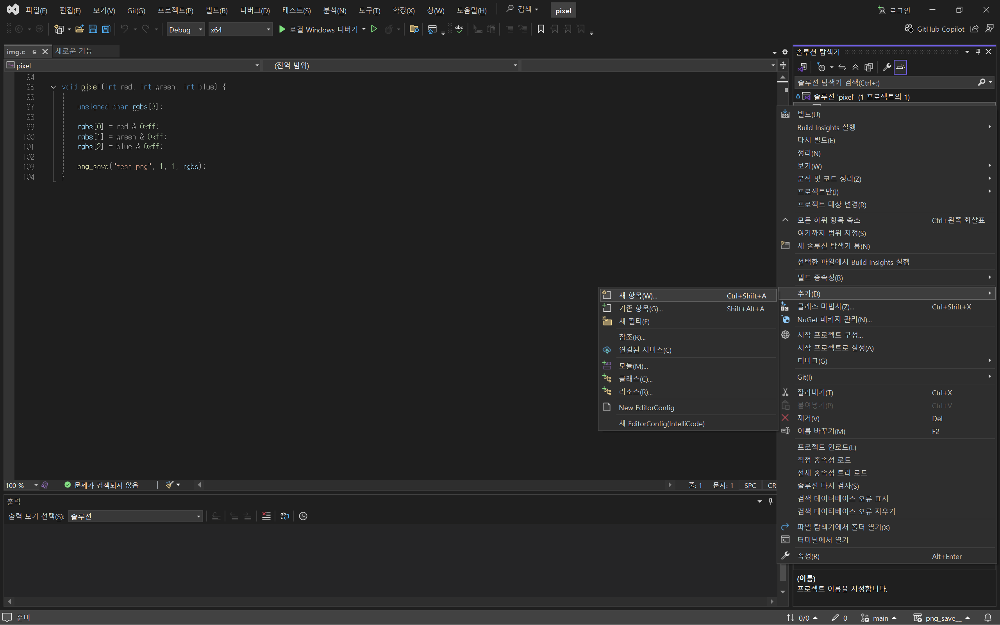 파일(F) 편집(E) 보기(V) Git(G) 프로젝트(P) 빌드(B) 디버그(D) 테스트(S) 분석(N) 도구(T) 확장(X) 창(W) 도움말(H) 검색 pixel 로그인
Debug x64 로컬 Windows 디버거 GitHub Copilot
img.c 새로운 기능
pixel (전역 범위)
94
95 void pixel(int red, int green, int blue) {
96
97 unsigned char rgbs[3];
98
99 rgbs[0] = red & 0xff;
100 rgbs[1] = green & 0xff;
101 rgbs[2] = blue & 0xff;
102
103 png_save("test.png", 1, 1, rgbs);
104 }
솔루션 탐색기
솔루션 탐색기 검색(Ctrl+;)
솔루션 'pixel' (1 프로젝트의 1)
빌드(U)
Build Insights 실행
다시 빌드(E)
정리(N)
보기(W)
분석 및 코드 정리(Z)
프로젝트만(J)
프로젝트 대상 변경(R)
모든 하위 항목 축소 Ctrl+왼쪽 화살표
여기까지 범위 지정(S)
새 솔루션 탐색기 뷰(N)
선택한 파일에서 Build Insights 실행
빌드 종속성(B)
추가(D)
클래스 마법사(Z)... Ctrl+Shift+X
NuGet 패키지 관리(N)...
시작 프로젝트 구성...
시작 프로젝트로 설정(A)
디버그(G)
Git(I)
잘라내기(T) Ctrl+X
붙여넣기(P) Ctrl+V
제거(V) Del
이름 바꾸기(M) F2
프로젝트 언로드(L)
직접 종속성 로드
전체 종속성 트리 로드
솔루션 다시 검사(S)
검색 데이터베이스 오류 표시
검색 데이터베이스 오류 지우기
파일 탐색기에서 폴더 열기(X)
터미널에서 열기
속성(R) Alt+Enter
새 항목(W)... Ctrl+Shift+A
기존 항목(G)... Shift+Alt+A
새 필터(F)
참조(R)...
연결된 서비스(C)
모듈(M)...
클래스(C)...
리소스(R)...
New EditorConfig
새 EditorConfig(IntelliCode)
100 % 문제가 검색되지 않음 줄: 1 문자: 1 SPC CR
출력
출력 보기 선택(S): 솔루션
(이름)
프로젝트 이름을 지정합니다.
준비 0/0 0 main png_save__